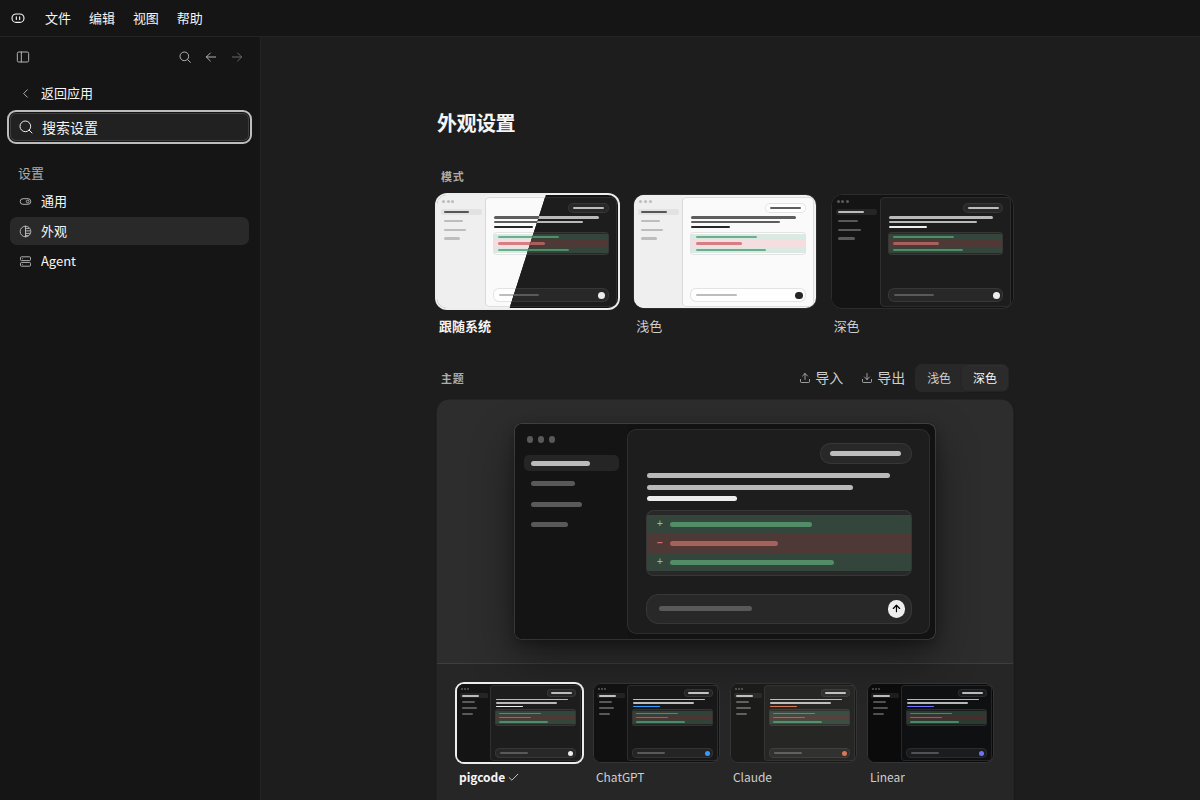 文件 编辑 视图 帮助
返回应用
搜索设置
设置
通用
外观
Agent
外观设置
模式
跟随系统 浅色 深色
主题 导入 导出 浅色 深色
+
−
+
pigcode ChatGPT Claude Linear